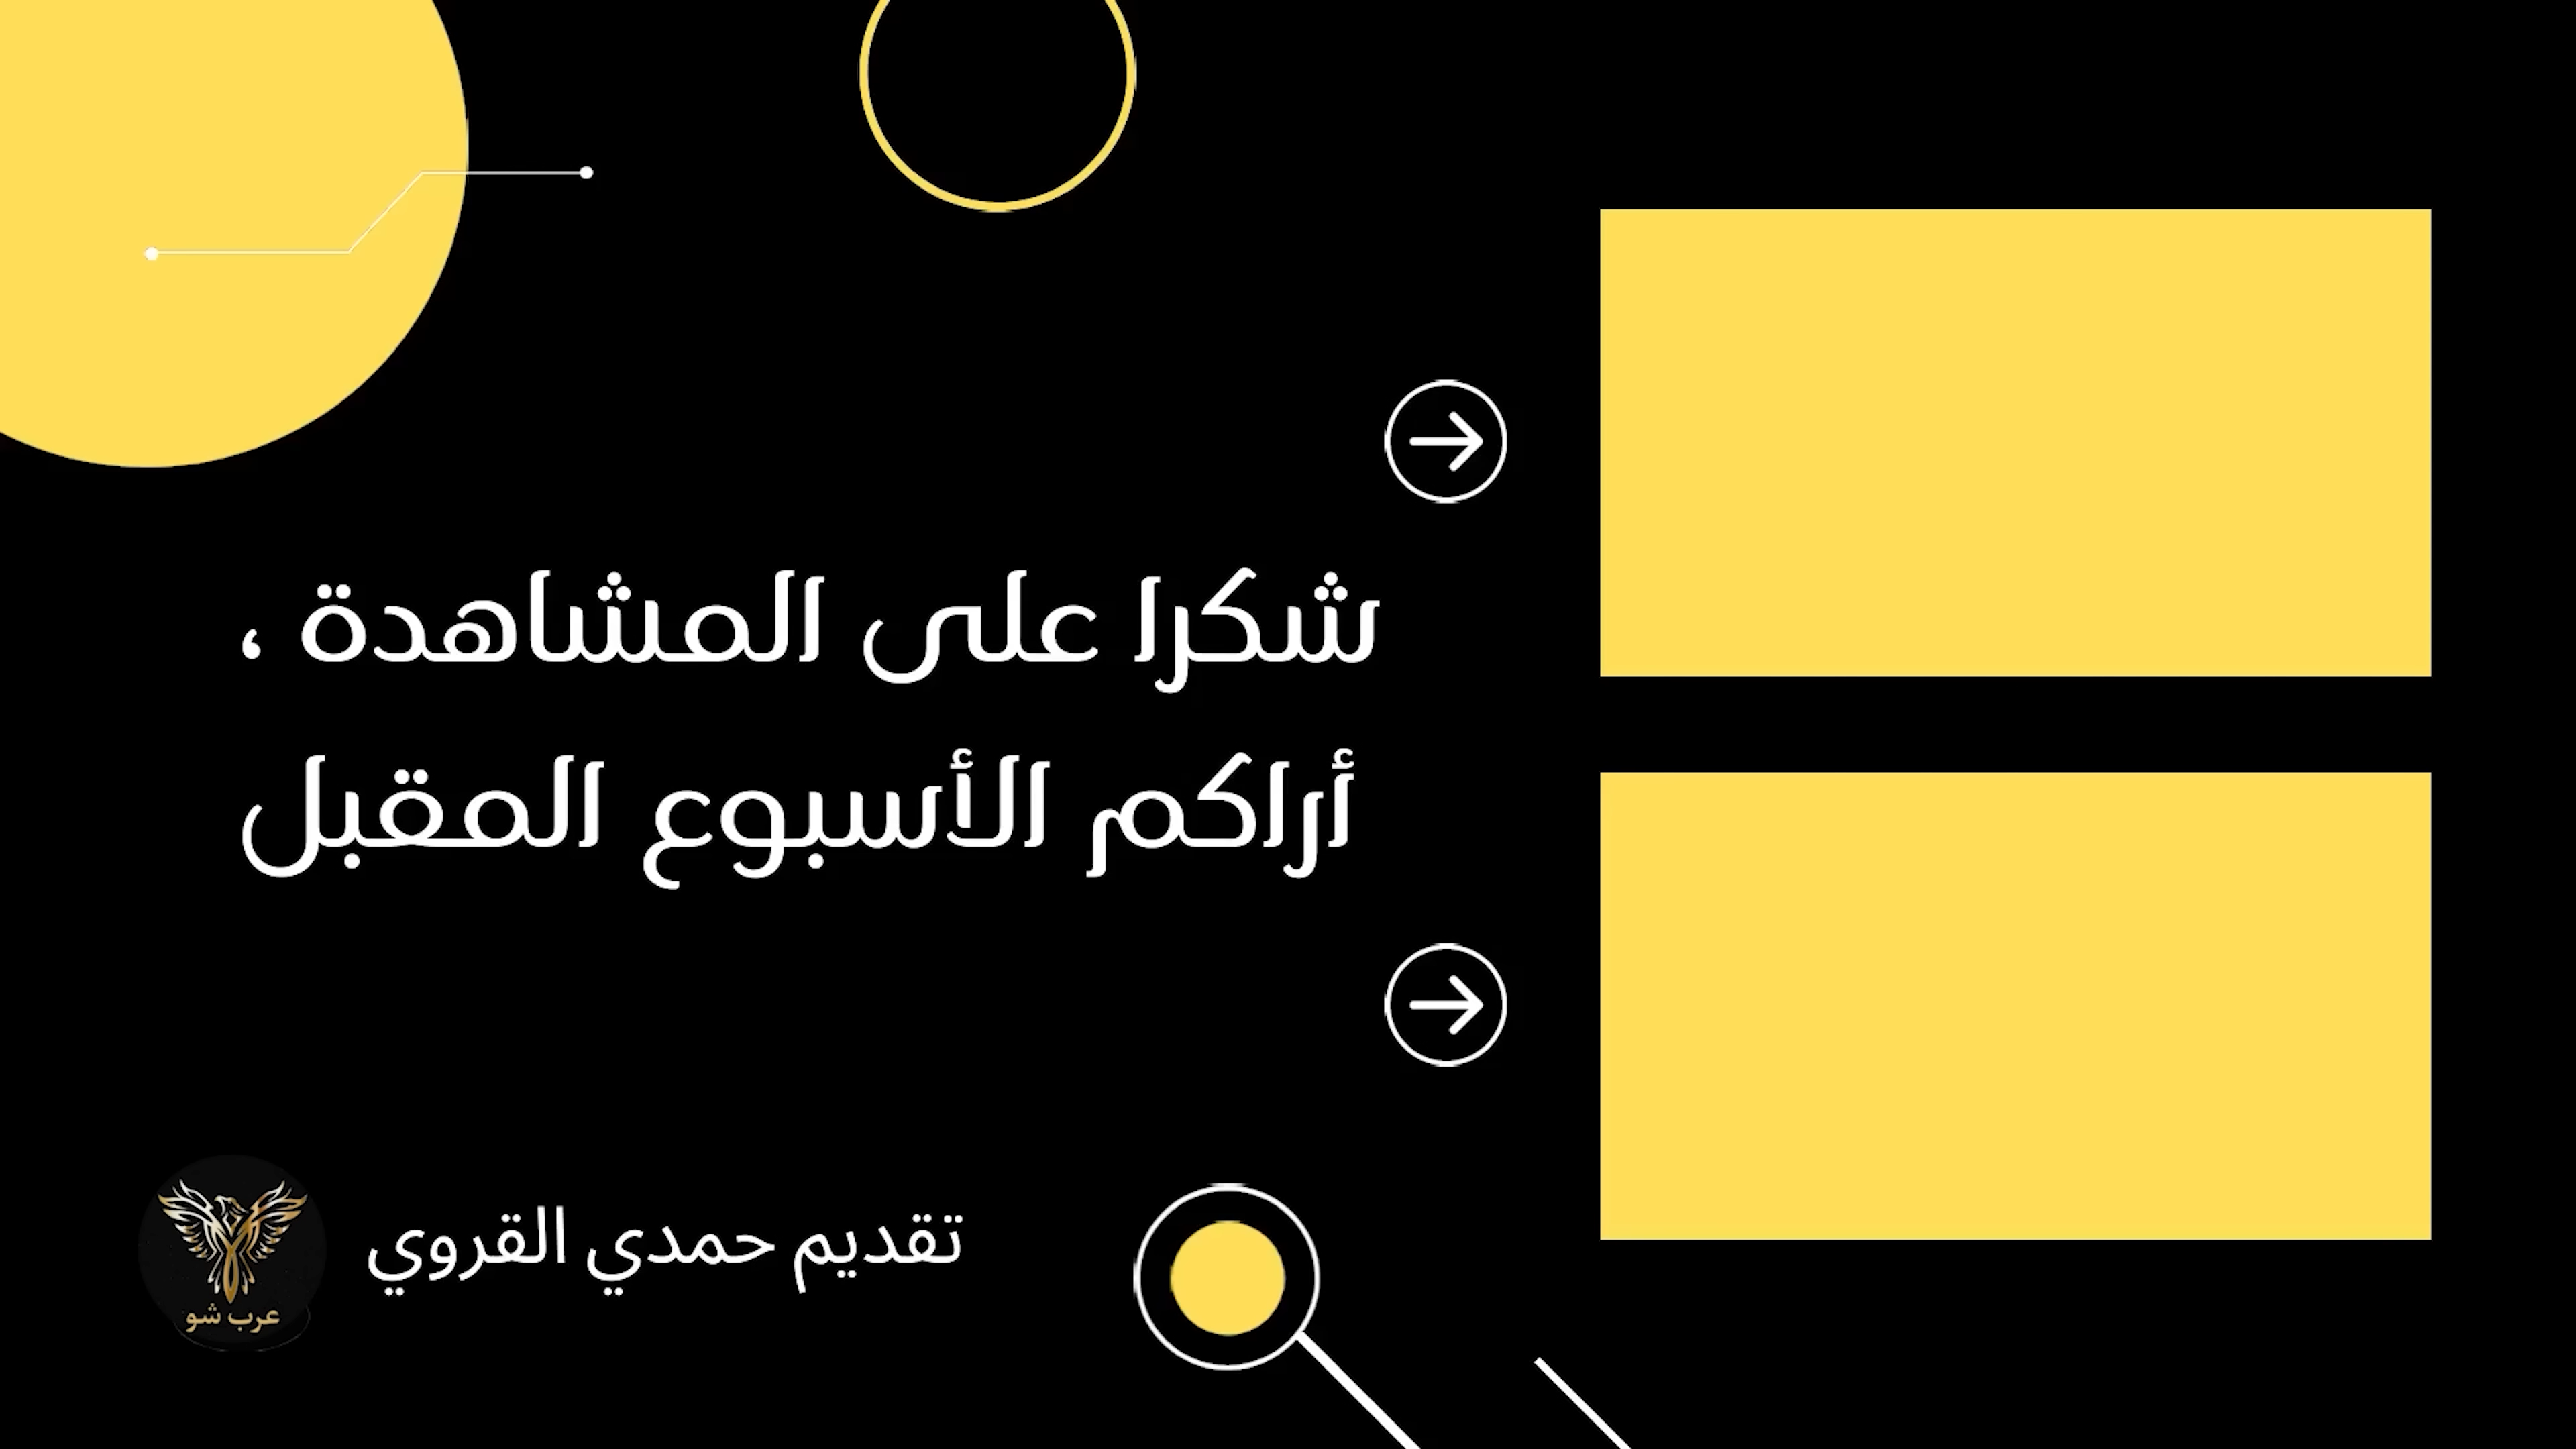 شكرا على المشاهدة ،
أراكم الأسبوع المقبل
تقديم حمدي القروي
عرب شو